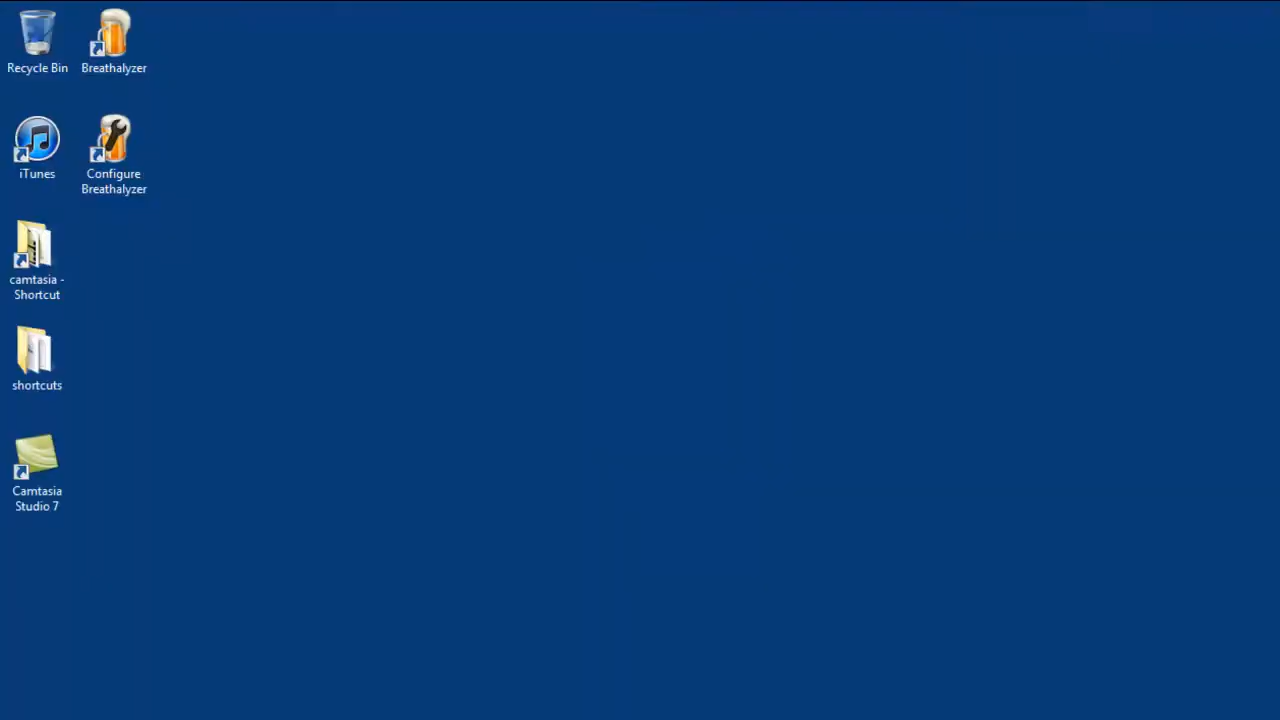 Recycle Bin
Breathalyzer
iTunes
Configure
Breathalyzer
camtasia -
Shortcut
shortcuts
Camtasia
Studio 7